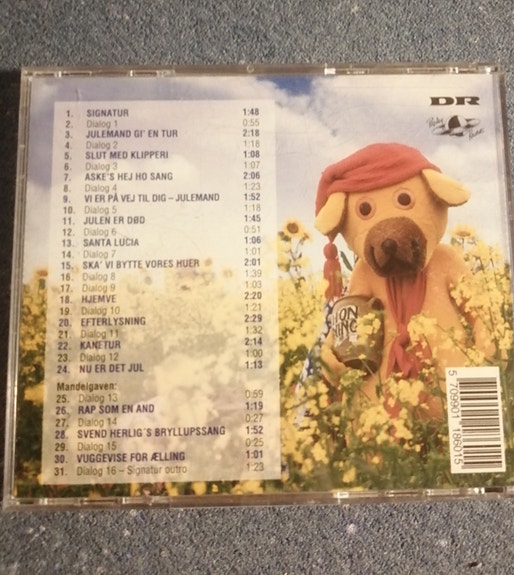 DR
1. SIGNATUR 1:48
2. Dialog 1 0:55
3. JULEMAND GI' EN TUR 2:18
4. Dialog 2 1:18
5. SLUT MED KLIPPERI 1:08
6. Dialog 3 1:07
7. ASKE'S HEJ HO SANG 2:06
8. Dialog 4 1:23
9. VI ER PÅ VEJ TIL DIG – JULEMAND 1:52
10. Dialog 5 1:18
11. JULEN ER DØD 1:45
12. Dialog 6 0:51
13. SANTA LUCIA 1:06
14. Dialog 7 1:01
15. SKA' VI BYTTE VORES HUER 2:01
16. Dialog 8 1:39
17. Dialog 9 1:03
18. HJEMVE 2:20
19. Dialog 10 1:21
20. EFTERLYSNING 2:29
21. Dialog 11 1:32
22. KANETUR 2:14
23. Dialog 12 1:00
24. NU ER DET JUL 1:13
Mandelgaven:
25. Dialog 13 0:59
26. RAP SOM EN AND 1:19
27. Dialog 14 0:27
28. SVEND HERLIG'S BRYLLUPSSANG 1:52
29. Dialog 15 0:25
30. VUGGEVISE FOR ÆLLING 1:01
31. Dialog 16 – Signatur outro 1:23
5 709901 186015